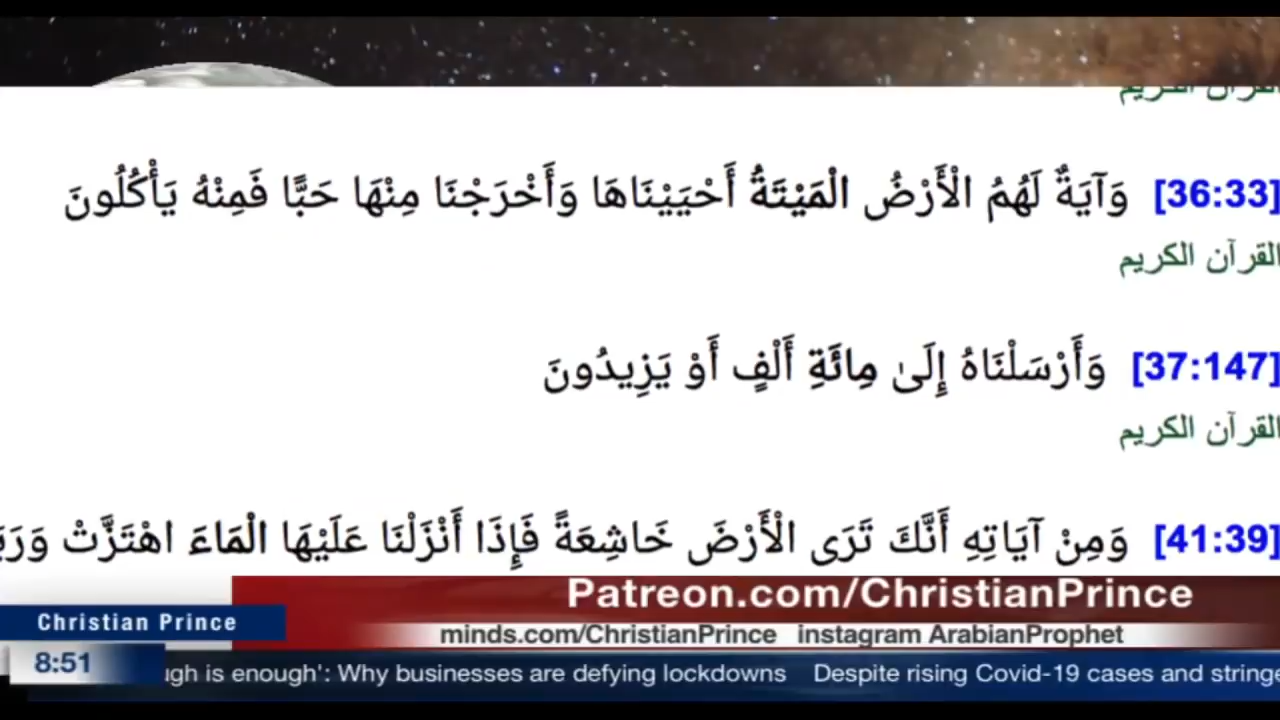 القرآن الكريم
[36:33] وَآيَةٌ لَهُمُ الْأَرْضُ الْمَيْتَةُ أَحْيَيْنَاهَا وَأَخْرَجْنَا مِنْهَا حَبًّا فَمِنْهُ يَأْكُلُونَ
القرآن الكريم
[37:147] وَأَرْسَلْنَاهُ إِلَىٰ مِائَةِ أَلْفٍ أَوْ يَزِيدُونَ
القرآن الكريم
[41:39] وَمِنْ آيَاتِهِ أَنَّكَ تَرَى الْأَرْضَ خَاشِعَةً فَإِذَا أَنْزَلْنَا عَلَيْهَا الْمَاءَ اهْتَزَّتْ
Patreon.com/ChristianPrince
Christian Prince
minds.com/ChristianPrince instagram ArabianProphet
8:51
is enough': Why businesses are defying lockdowns Despite rising Covid-19 cases and